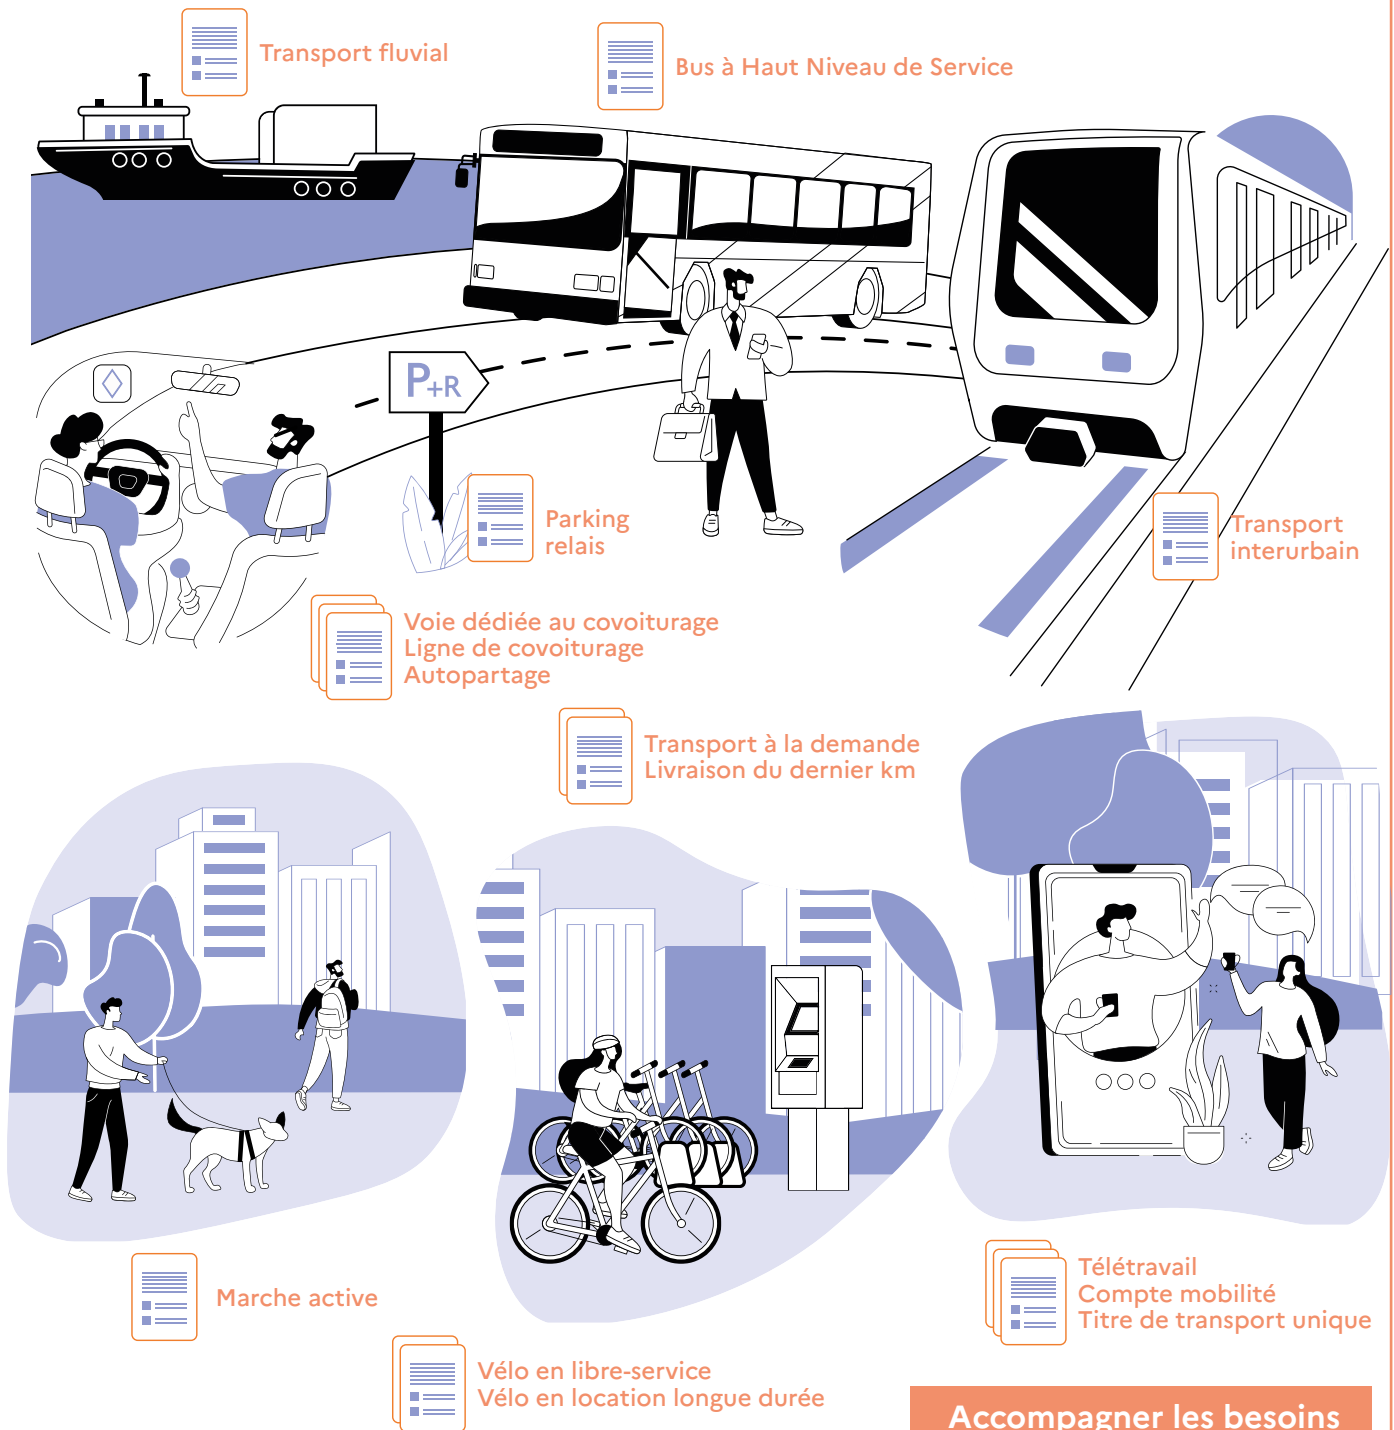 Transport fluvial
Bus à Haut Niveau de Service
P+R
Parking
relais
Transport
interurbain
Voie dédiée au covoiturage
Ligne de covoiturage
Autopartage
Transport à la demande
Livraison du dernier km
Marche active
Télétravail
Compte mobilité
Titre de transport unique
Vélo en libre-service
Vélo en location longue durée
Accompagner les besoins